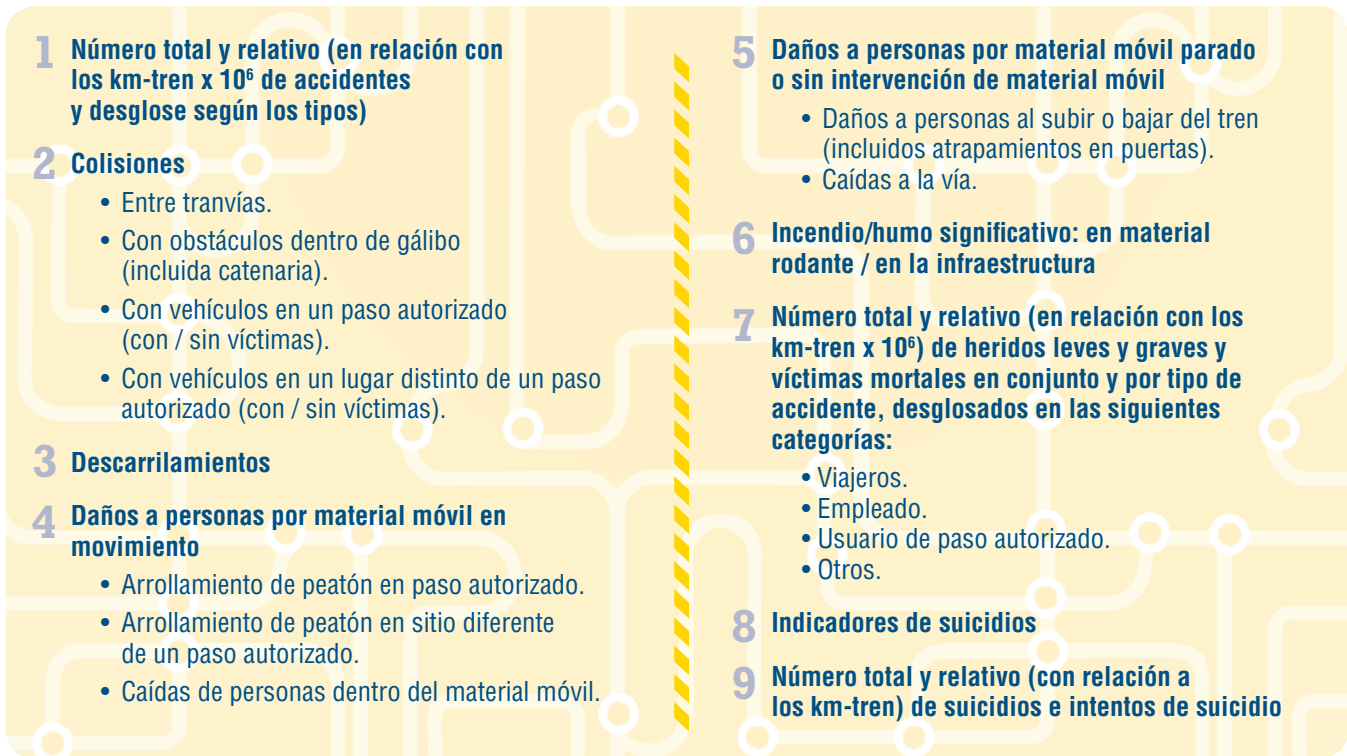 1 Número total y relativo (en relación con
los km-tren x 10⁶ de accidentes
y desglose según los tipos)
2 Colisiones
• Entre tranvías.
• Con obstáculos dentro de gálibo
(incluida catenaria).
• Con vehículos en un paso autorizado
(con / sin víctimas).
• Con vehículos en un lugar distinto de un paso
autorizado (con / sin víctimas).
3 Descarrilamientos
4 Daños a personas por material móvil en
movimiento
• Arrollamiento de peatón en paso autorizado.
• Arrollamiento de peatón en sitio diferente
de un paso autorizado.
• Caídas de personas dentro del material móvil.
5 Daños a personas por material móvil parado
o sin intervención de material móvil
• Daños a personas al subir o bajar del tren
(incluidos atrapamientos en puertas).
• Caídas a la vía.
6 Incendio/humo significativo: en material
rodante / en la infraestructura
7 Número total y relativo (en relación con los
km-tren x 10⁶) de heridos leves y graves y
víctimas mortales en conjunto y por tipo de
accidente, desglosados en las siguientes
categorías:
• Viajeros.
• Empleado.
• Usuario de paso autorizado.
• Otros.
8 Indicadores de suicidios
9 Número total y relativo (con relación a
los km-tren) de suicidios e intentos de suicidio